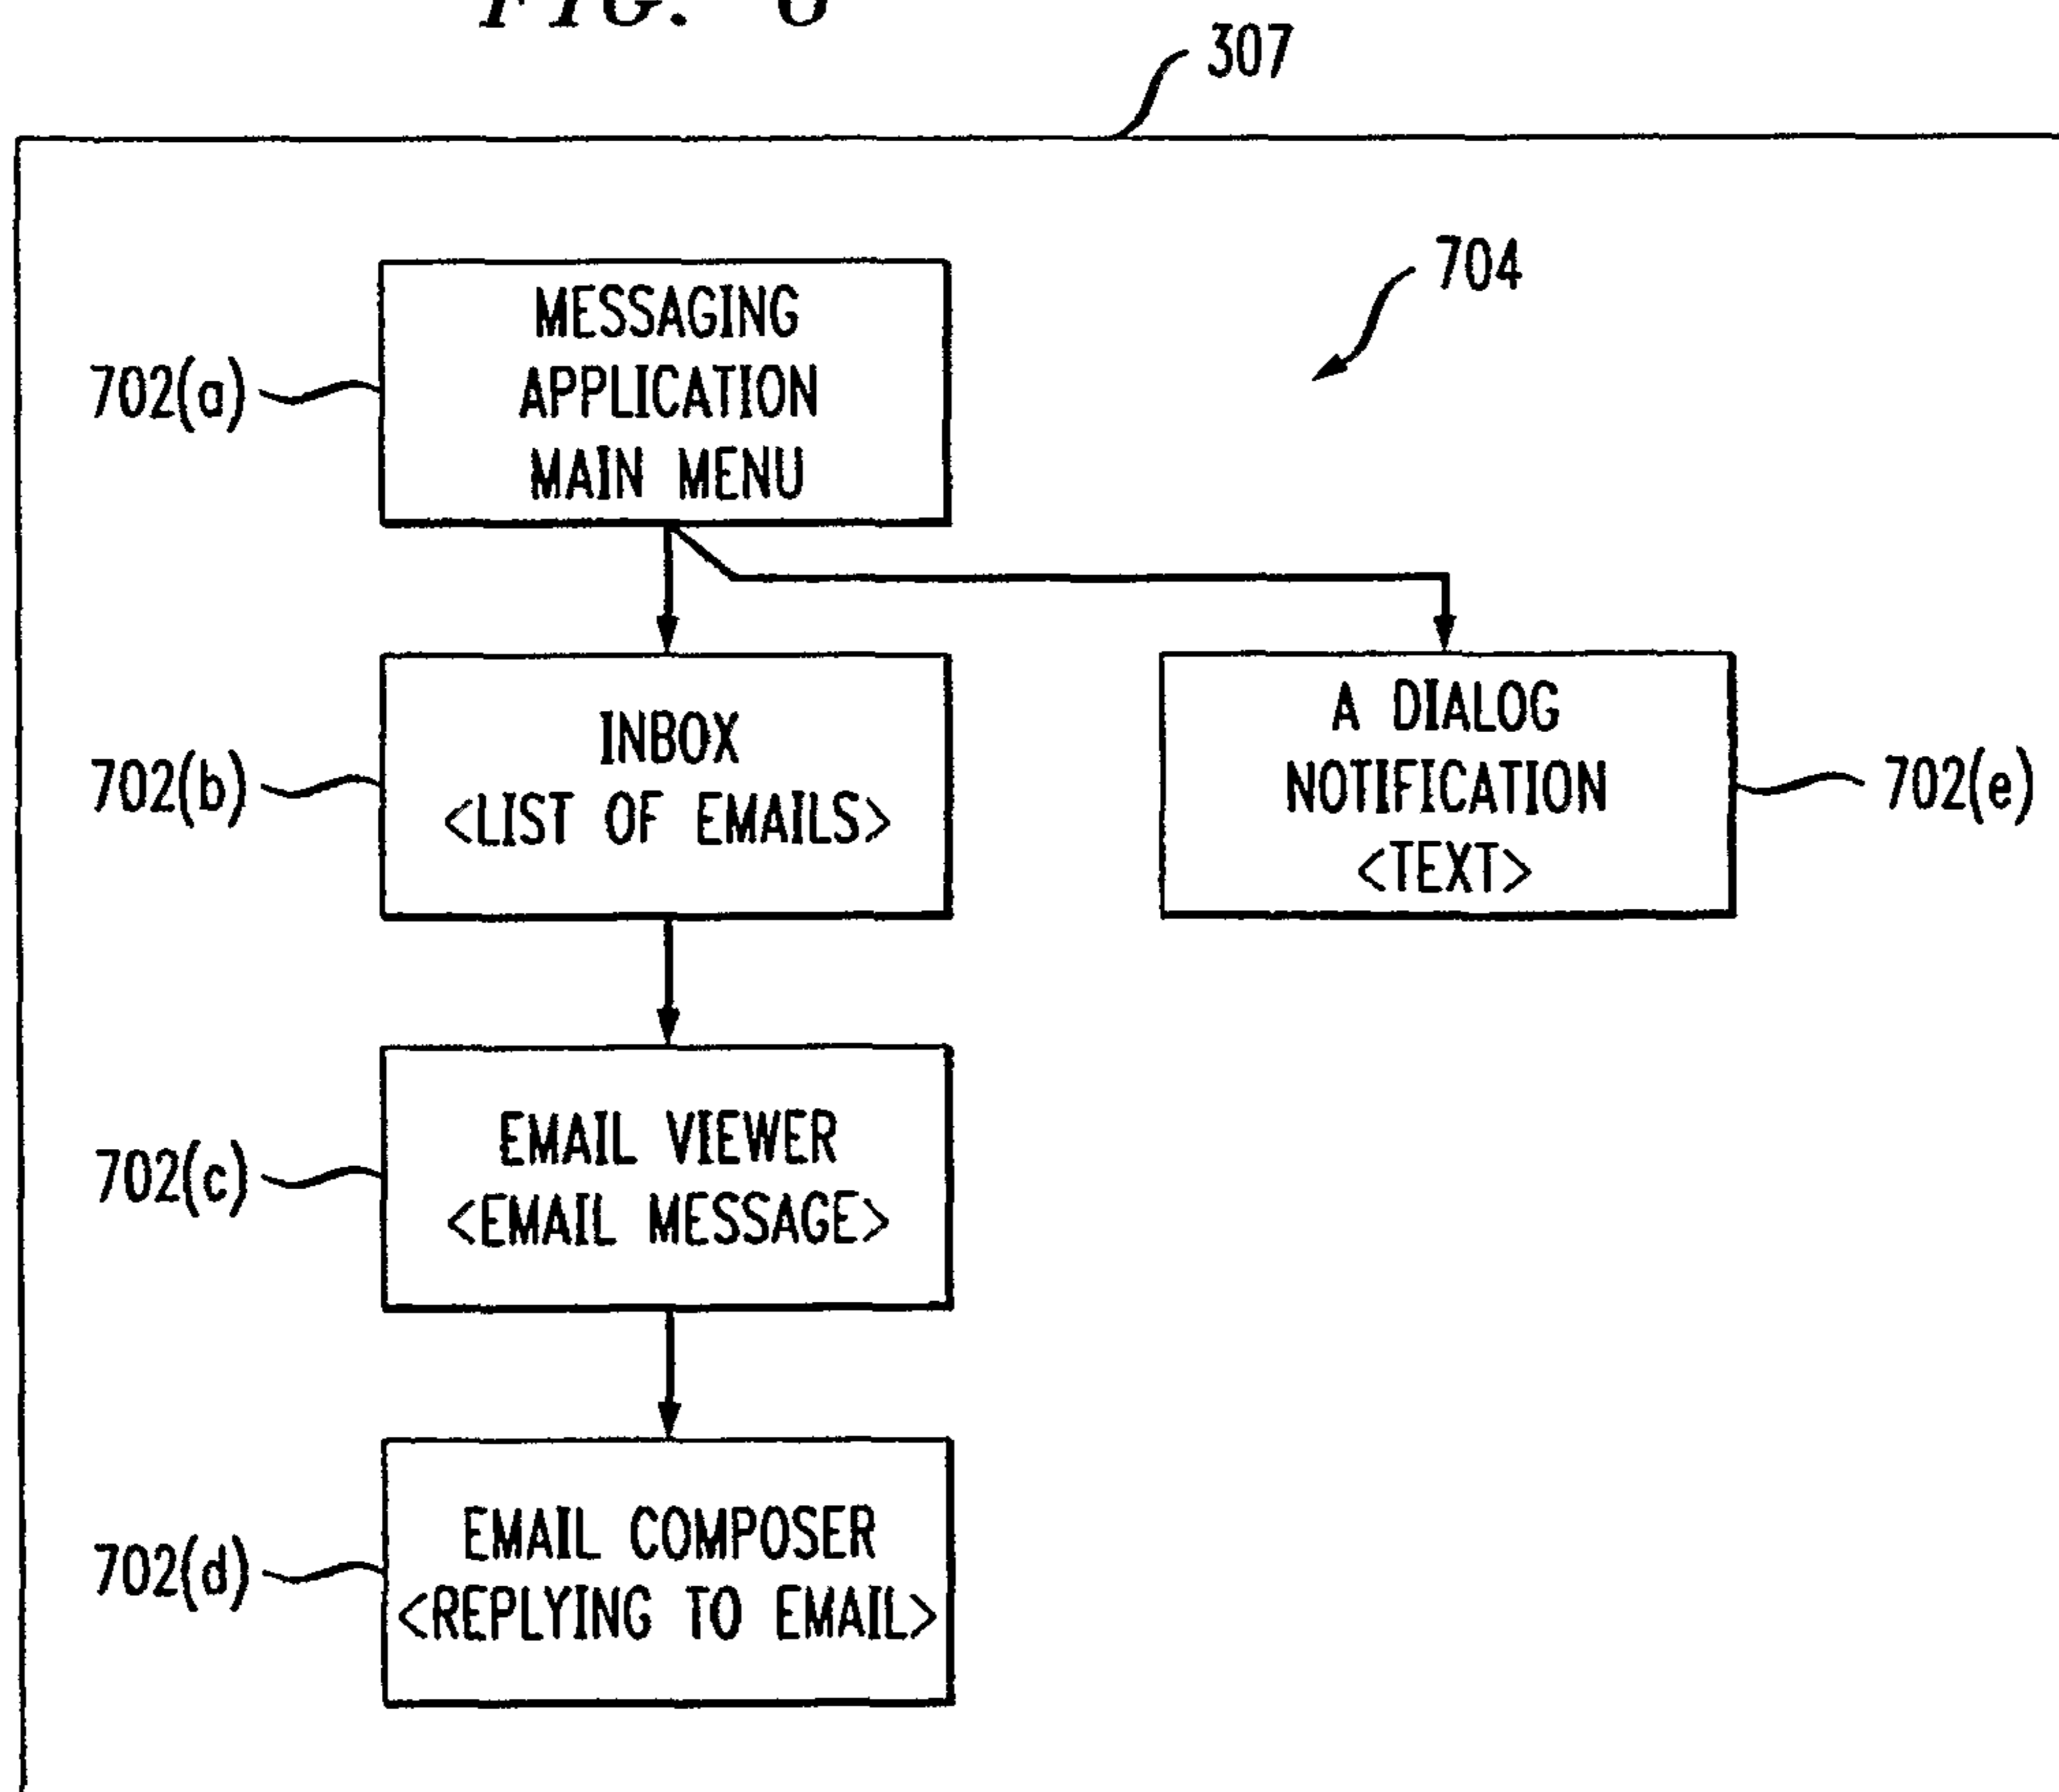 FIG.
307
704
702(a)
MESSAGING
APPLICATION
MAIN MENU
702(b)
INBOX
<LIST OF EMAILS>
A DIALOG
NOTIFICATION
<TEXT>
702(e)
702(c)
EMAIL VIEWER
<EMAIL MESSAGE>
702(d)
EMAIL COMPOSER
<REPLYING TO EMAIL>